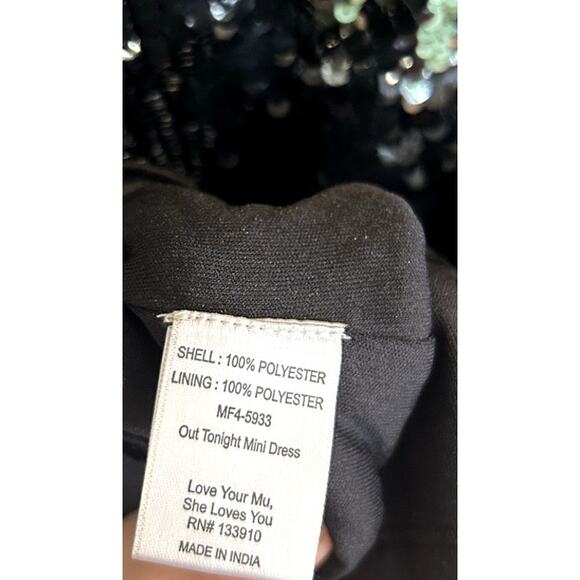 SHELL : 100% POLYESTER
LINING : 100% POLYESTER
MF4-5933
Out Tonight Mini Dress
Love Your Mu,
She Loves You
RN# 133910
MADE IN INDIA